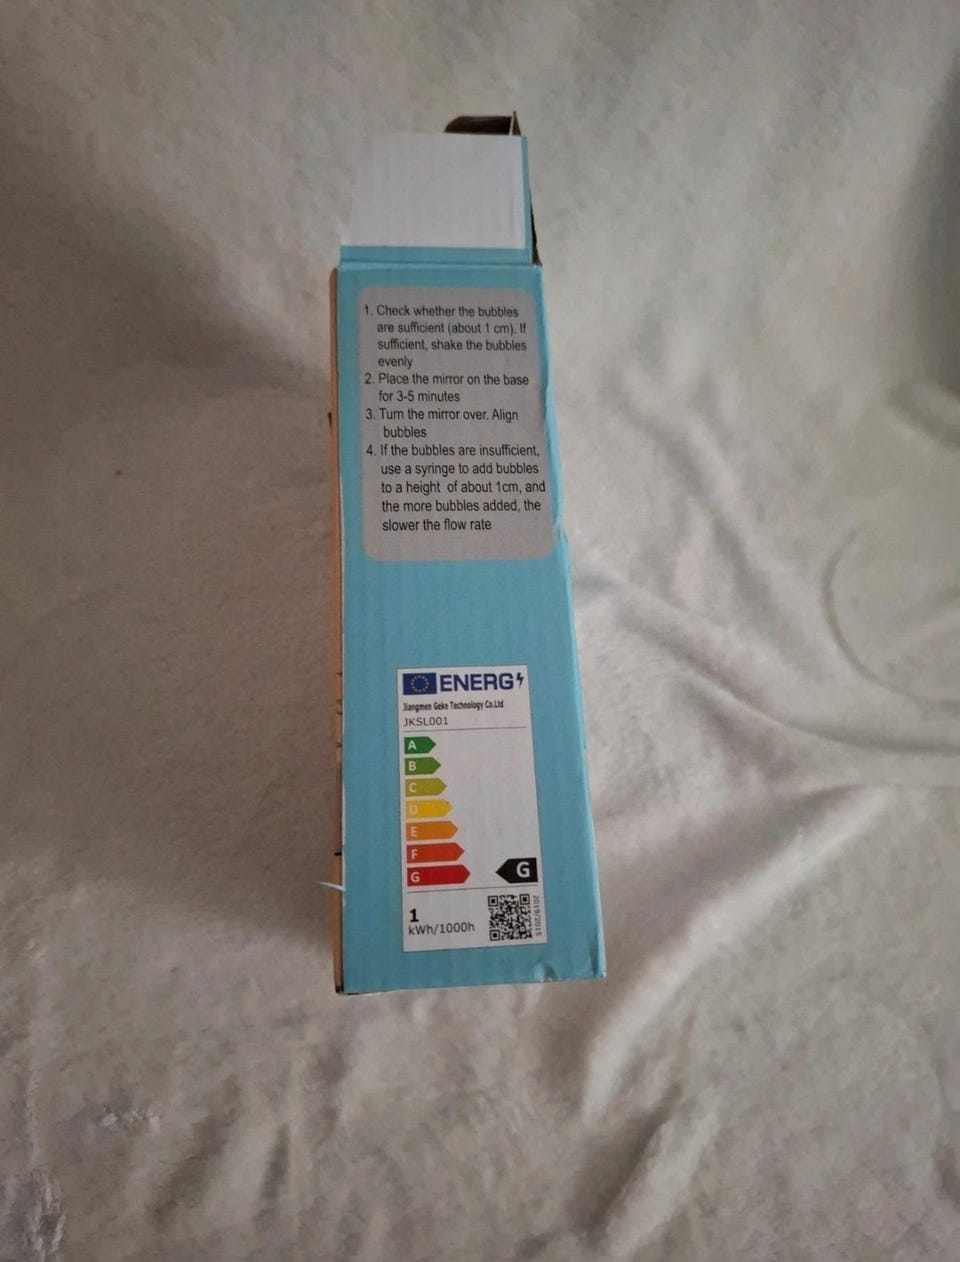 1. Check whether the bubbles
are sufficient (about 1 cm). If
sufficient, shake the bubbles
evenly
2. Place the mirror on the base
for 3-5 minutes
3. Turn the mirror over. Align
bubbles
4. If the bubbles are insufficient,
use a syringe to add bubbles
to a height of about 1cm, and
the more bubbles added, the
slower the flow rate
ENERG
Jiangmen Geke Technology Co.Ltd
JKSL001
A
B
C
D
E
F
G
G
1
kWh/1000h
2019/2015